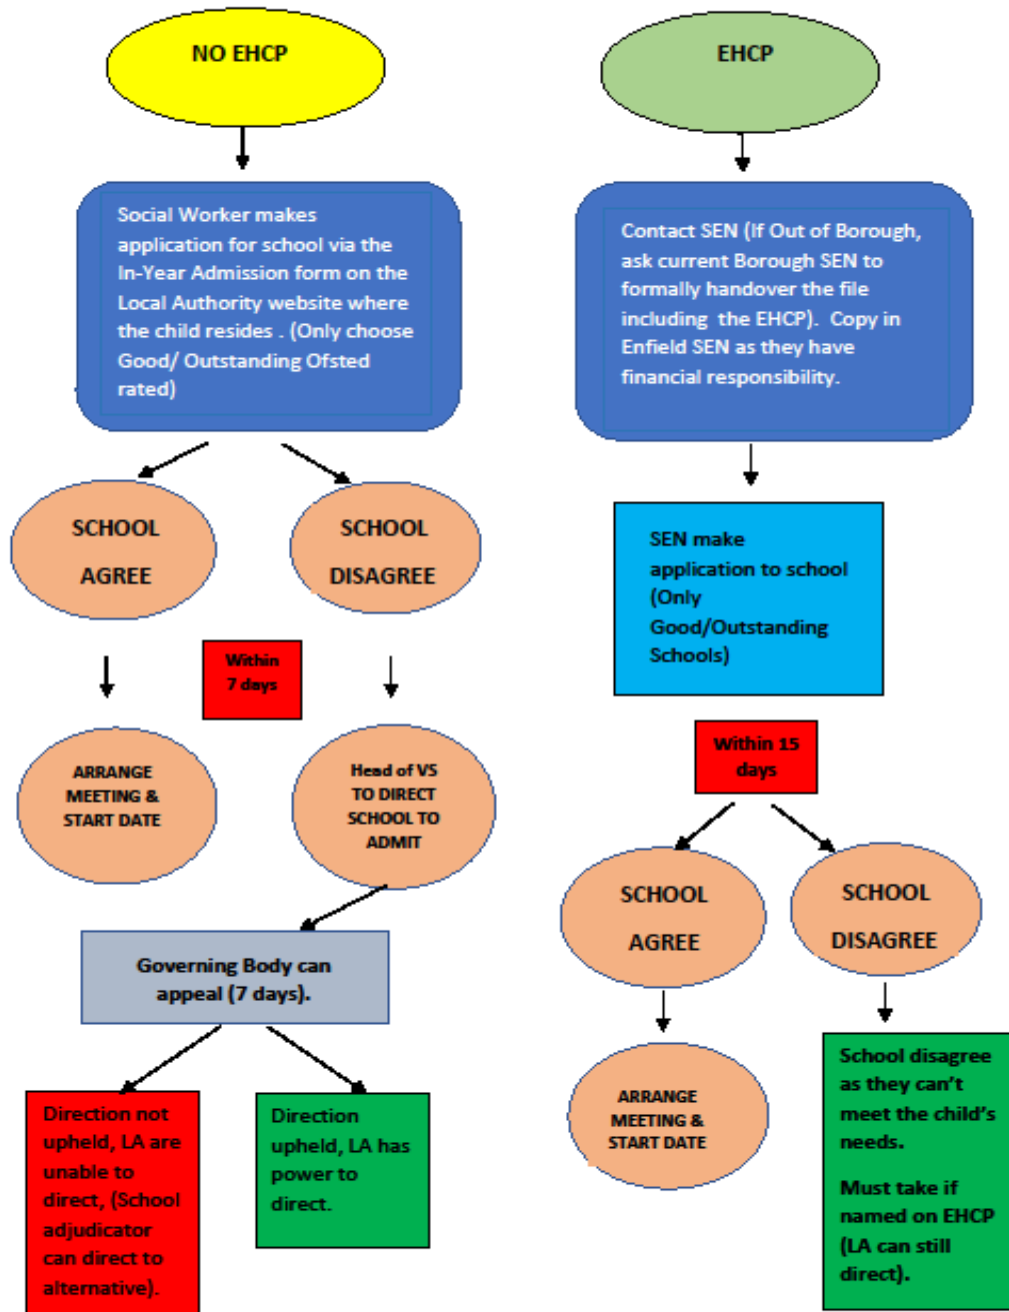 NO EHCP
Social Worker makes
application for school via the
In-Year Admission form on the
Local Authority website where
the child resides . (Only choose
Good/ Outstanding Ofsted
rated)
SCHOOL
AGREE
SCHOOL
DISAGREE
Within
7 days
ARRANGE
MEETING &
START DATE
Head of VS
TO DIRECT
SCHOOL TO
ADMIT
Governing Body can
appeal (7 days).
Direction not
upheld, LA are
unable to
direct, (School
adjudicator
can direct to
alternative).
Direction
upheld, LA has
power to
direct.
EHCP
Contact SEN (If Out of Borough,
ask current Borough SEN to
formally handover the file
including the EHCP). Copy in
Enfield SEN as they have
financial responsibility.
SEN make
application to school
(Only
Good/Outstanding
Schools)
Within 15
days
SCHOOL
AGREE
SCHOOL
DISAGREE
ARRANGE
MEETING &
START DATE
School disagree
as they can't
meet the child's
needs.
Must take if
named on EHCP
(LA can still
direct).